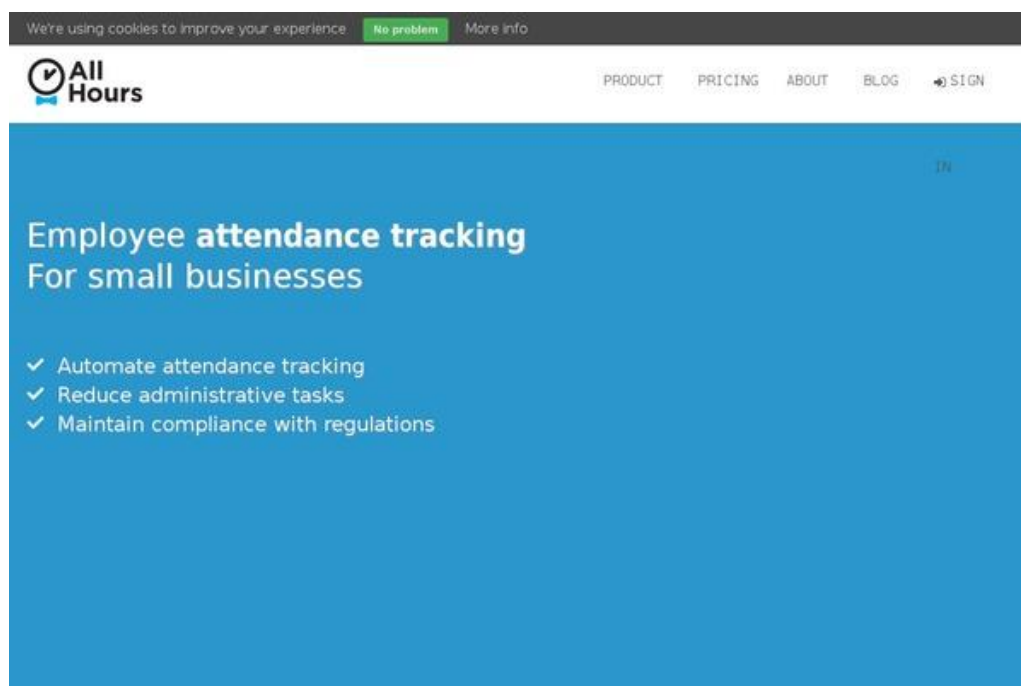 We're using cookies to improve your experience No problem More info
All
Hours
PRODUCT PRICING ABOUT BLOG SIGN
IN
Employee attendance tracking
For small businesses
Automate attendance tracking
Reduce administrative tasks
Maintain compliance with regulations